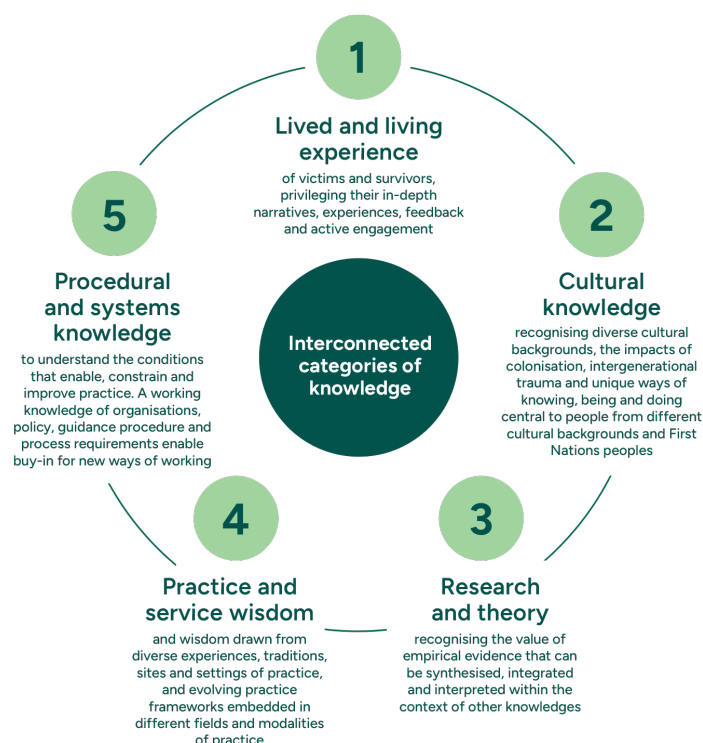 1
Lived and living
experience
of victims and survivors,
privileging their in-depth
narratives, experiences, feedback
and active engagement
2
Cultural
knowledge
recognising diverse cultural
backgrounds, the impacts of
colonisation, intergenerational
trauma and unique ways of
knowing, being and doing
central to people from different
cultural backgrounds and First
Nations peoples
3
Research
and theory
recognising the value of
empirical evidence that can
be synthesised, integrated
and interpreted within the
context of other knowledges
4
Practice and
service wisdom
and wisdom drawn from
diverse experiences, traditions,
sites and settings of practice,
and evolving practice
frameworks embedded in
different fields and modalities
of practice
5
Procedural
and systems
knowledge
to understand the conditions
that enable, constrain and
improve practice. A working
knowledge of organisations,
policy, guidance procedure and
process requirements enable
buy-in for new ways of working
Interconnected
categories of
knowledge